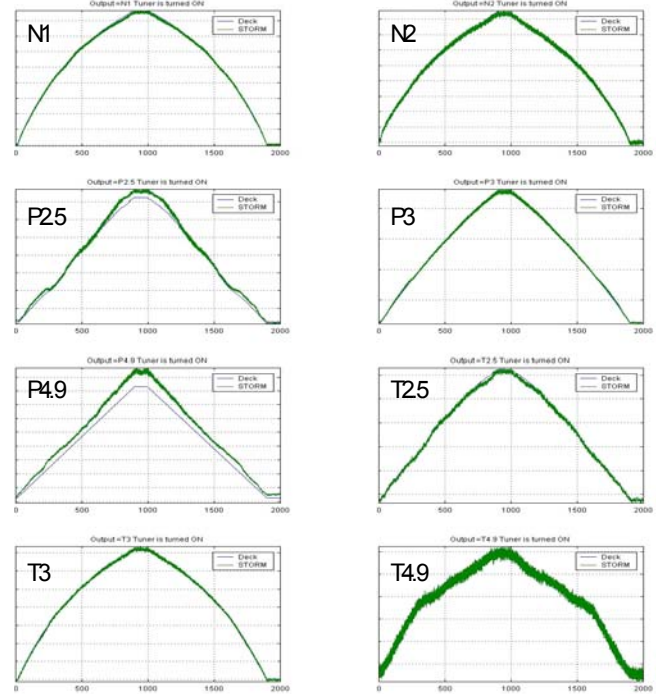 Output=N1 Tuner is turned ON
N1
Deck
STORM
0 500 1000 1500 2000
Output=N2 Tuner is turned ON
N2
Deck
STORM
0 500 1000 1500 2000
Output=P2.5 Tuner is turned ON
P2.5
Deck
STORM
0 500 1000 1500 2000
Output=P3 Tuner is turned ON
P3
Deck
STORM
0 500 1000 1500 2000
Output=P4.9 Tuner is turned ON
P4.9
Deck
STORM
0 500 1000 1500 2000
Output=T2.5 Tuner is turned ON
T2.5
Deck
STORM
0 500 1000 1500 2000
Output=T3 Tuner is turned ON
T3
Deck
STORM
0 500 1000 1500 2000
Output=T4.9 Tuner is turned ON
T4.9
Deck
STORM
0 500 1000 1500 2000